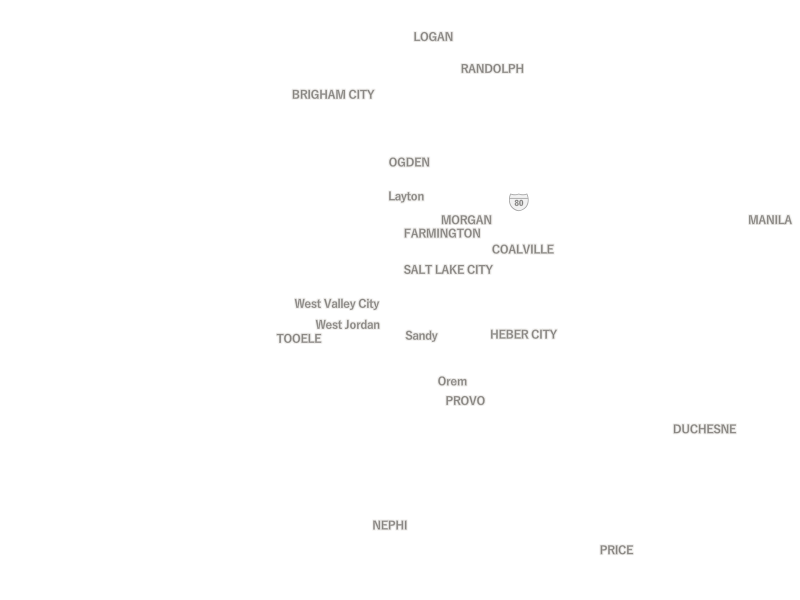 LOGAN
RANDOLPH
BRIGHAM CITY
OGDEN
Layton
80
MORGAN
MANILA
FARMINGTON
COALVILLE
SALT LAKE CITY
West Valley City
West Jordan
TOOELE
Sandy
HEBER CITY
Orem
PROVO
DUCHESNE
NEPHI
PRICE